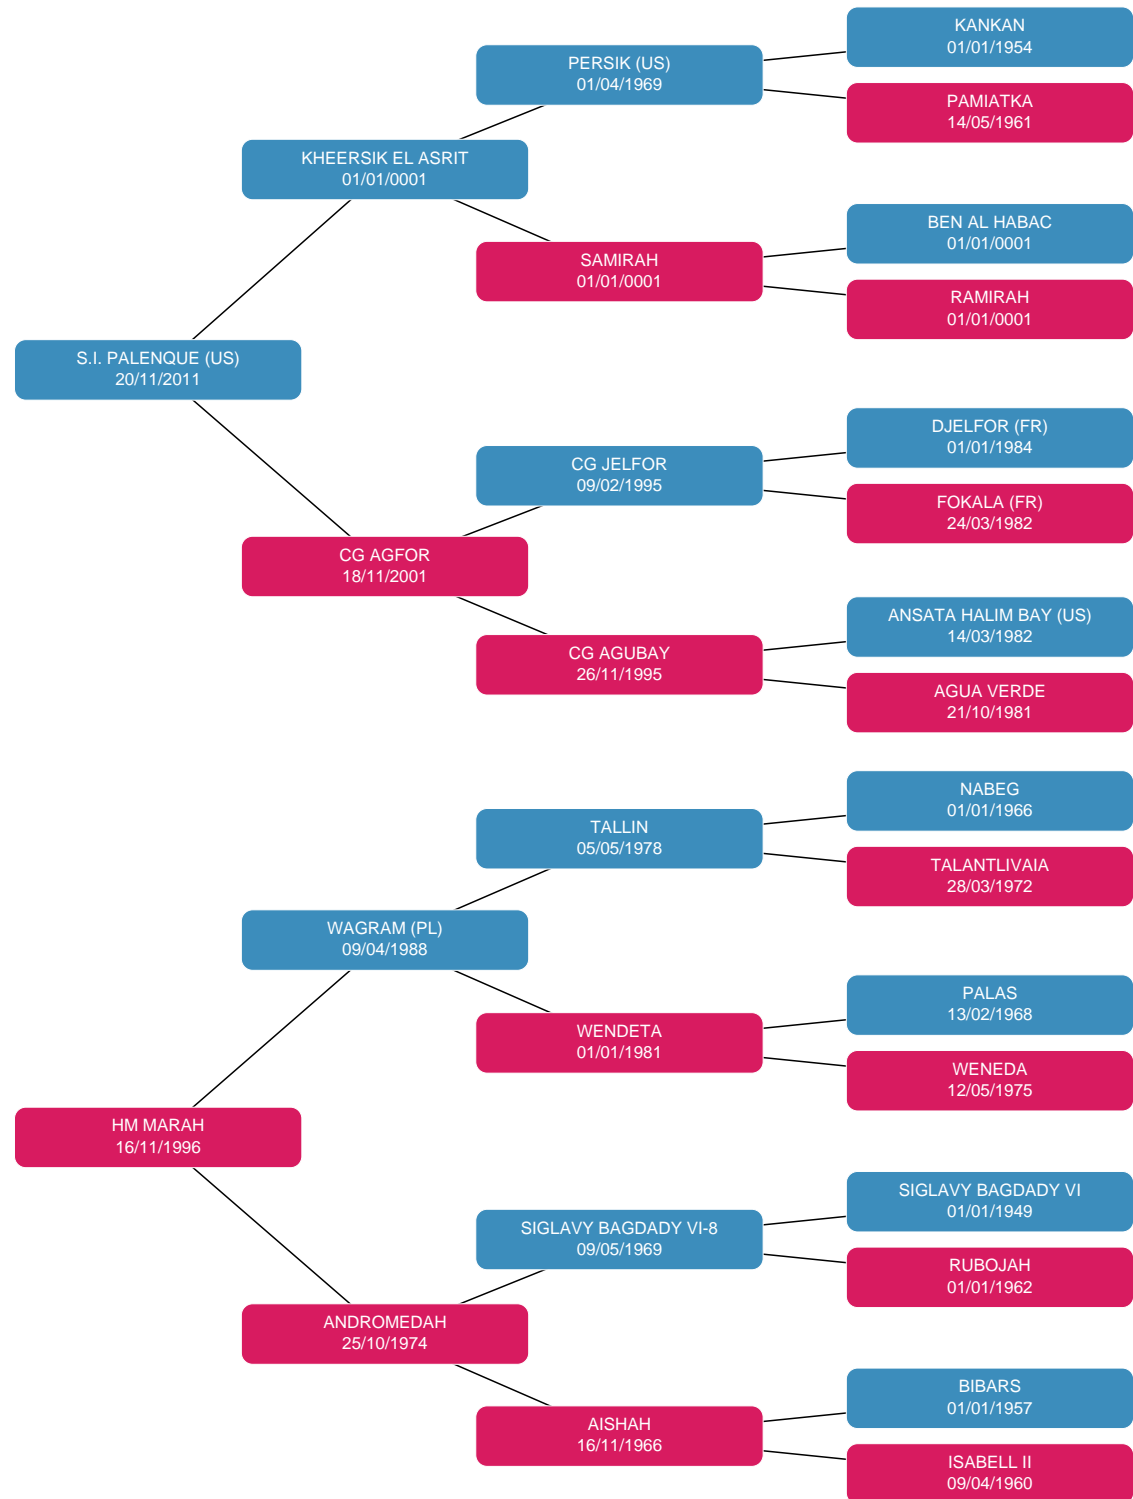 KANKAN
01/01/1954
PERSIK (US)
01/04/1969
PAMIATKA
14/05/1961
KHEERSIK EL ASRIT
01/01/0001
BEN AL HABAC
01/01/0001
SAMIRAH
01/01/0001
RAMIRAH
01/01/0001
S.I. PALENQUE (US)
20/11/2011
DJELFOR (FR)
01/01/1984
CG JELFOR
09/02/1995
FOKALA (FR)
24/03/1982
CG AGFOR
18/11/2001
ANSATA HALIM BAY (US)
14/03/1982
CG AGUBAY
26/11/1995
AGUA VERDE
21/10/1981
NABEG
01/01/1966
TALLIN
05/05/1978
TALANTLIVAIA
28/03/1972
WAGRAM (PL)
09/04/1988
PALAS
13/02/1968
WENDETA
01/01/1981
WENEDA
12/05/1975
HM MARAH
16/11/1996
SIGLAVY BAGDADY VI
01/01/1949
SIGLAVY BAGDADY VI-8
09/05/1969
RUBOJAH
01/01/1962
ANDROMEDAH
25/10/1974
BIBARS
01/01/1957
AISHAH
16/11/1966
ISABELL II
09/04/1960